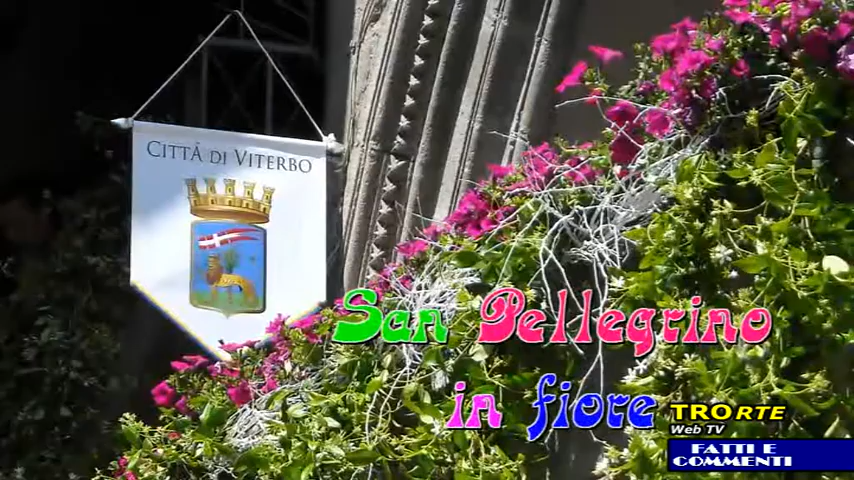 CITTÀ DI VITERBO
San Pellegrino
in fiore
TRORTE
Web TV
FATTI E
COMMENTI